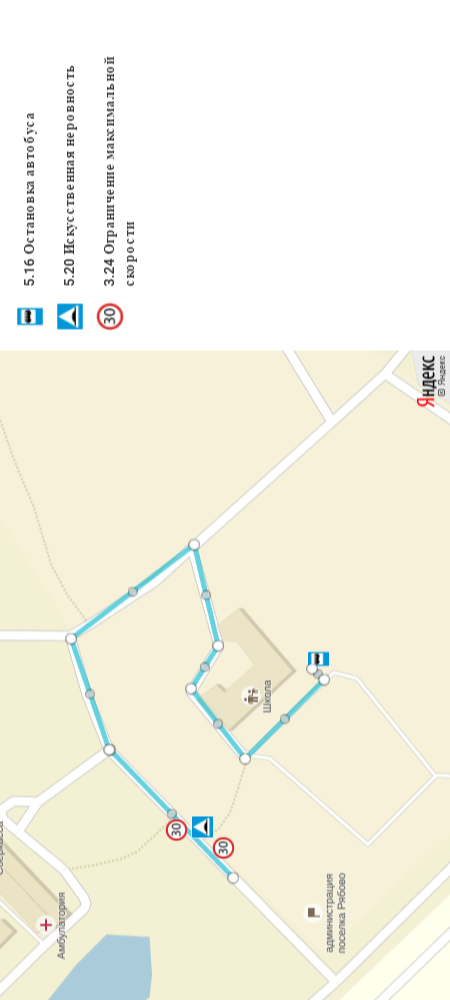 5.16 Остановка автобуса
5.20 Искусственная неровность
30
3.24 Ограничение максимальной
скорости
Яндекс
© Яндекс
Школа
30
30
Амбулатория
администрация
поселка Рябово